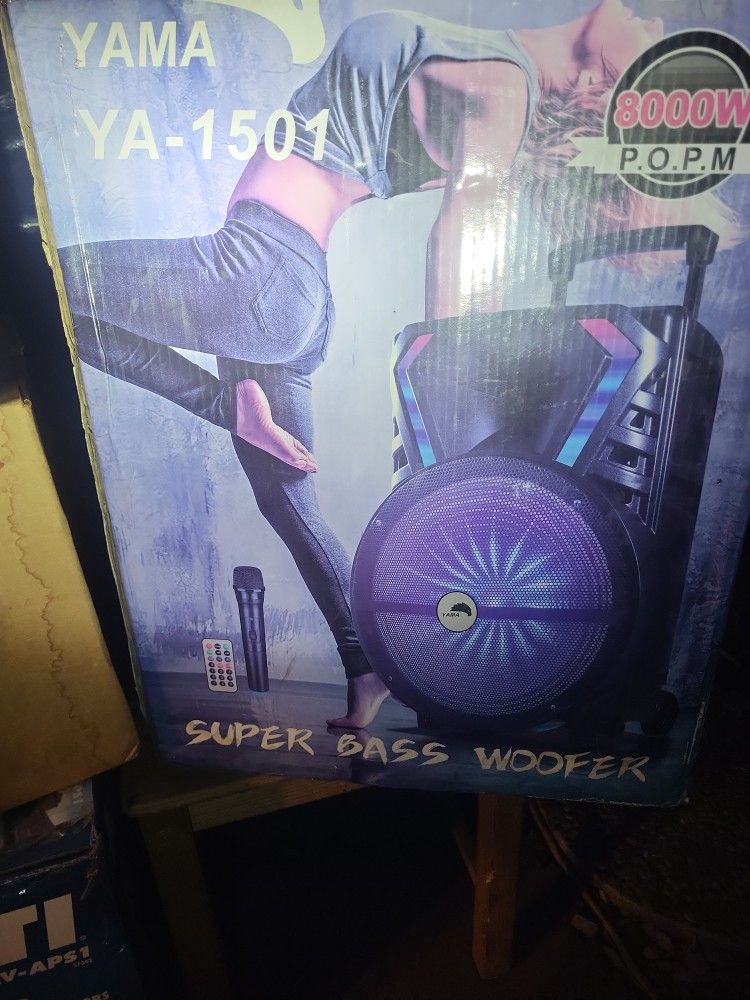 YAMA
YA-1501
8000W
P.O.P.M
YAMA
SUPER BASS WOOFER
TI
V-APS1